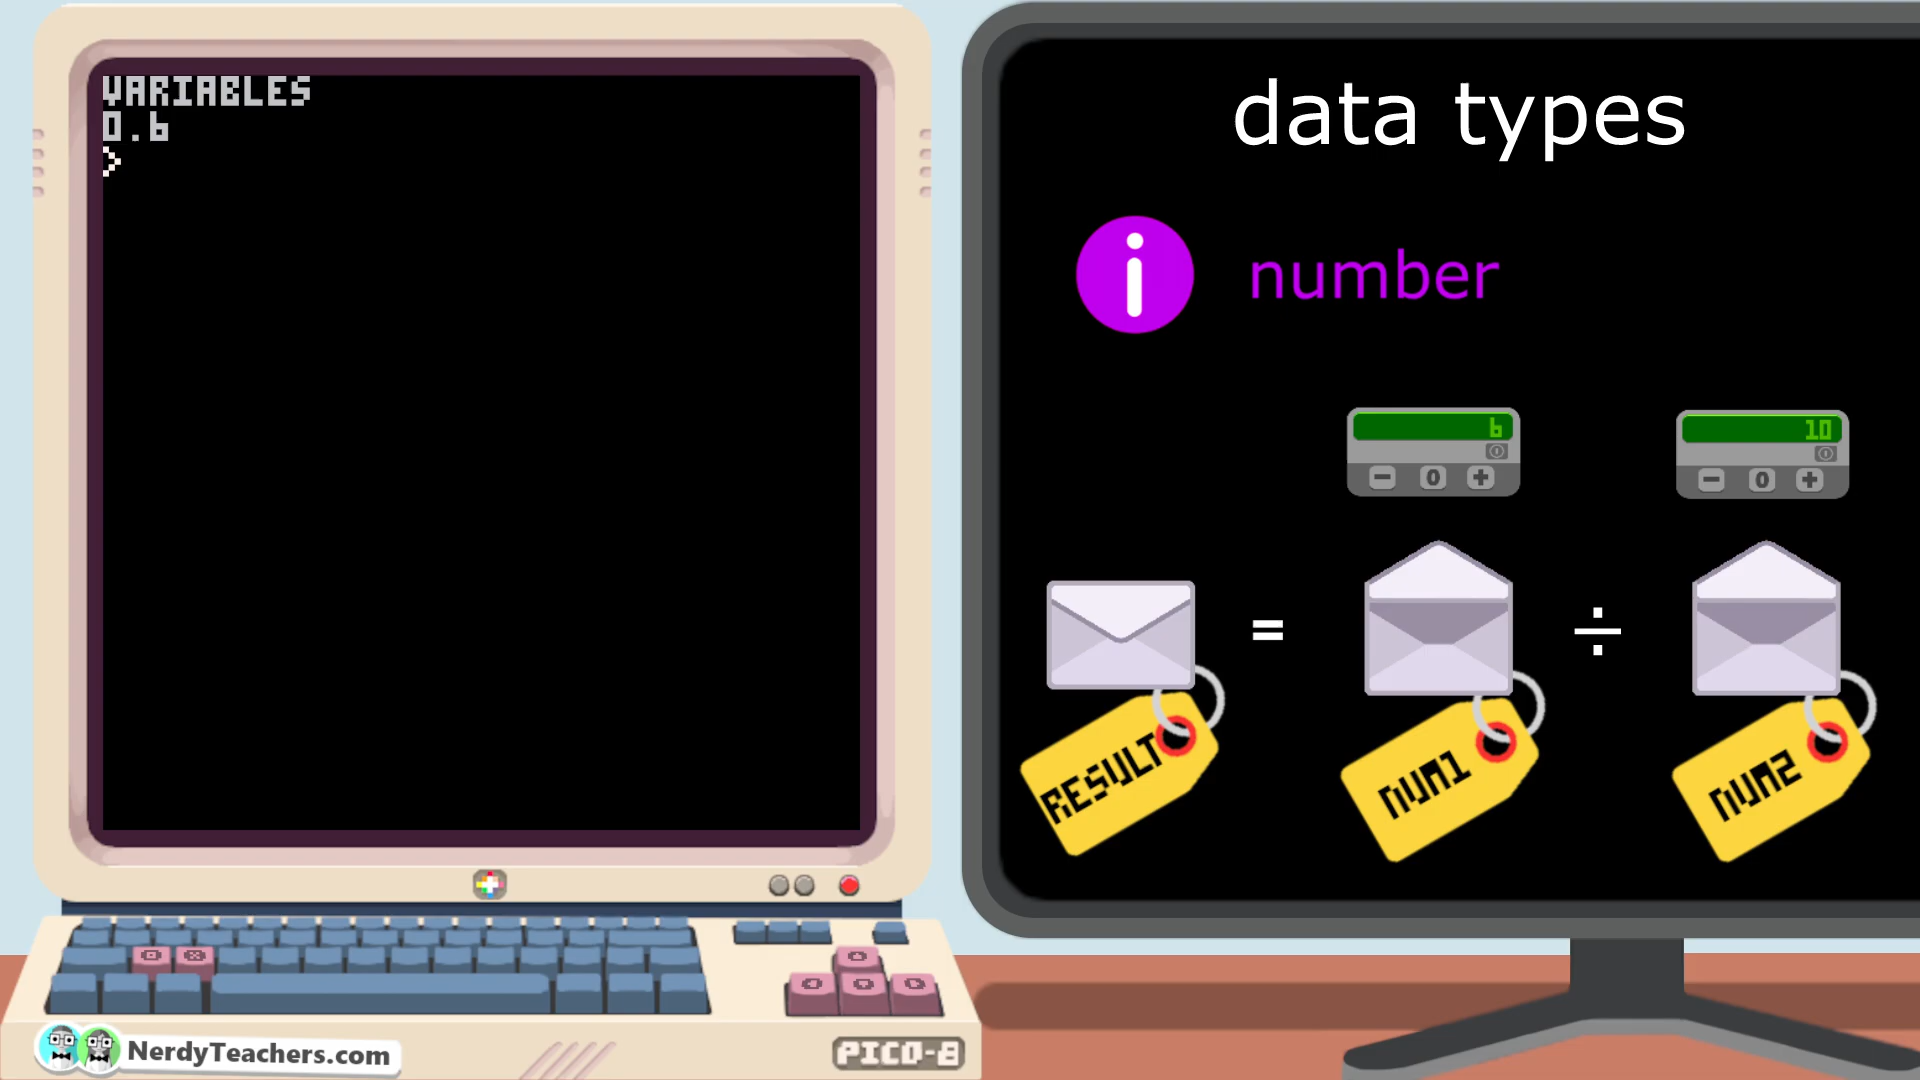 VARIABLES
0.6
>
data types
i number
6
- 0 +
10
- 0 +
= ÷
RESULT
NUM1
NUM2
NerdyTeachers.com
PICO-8